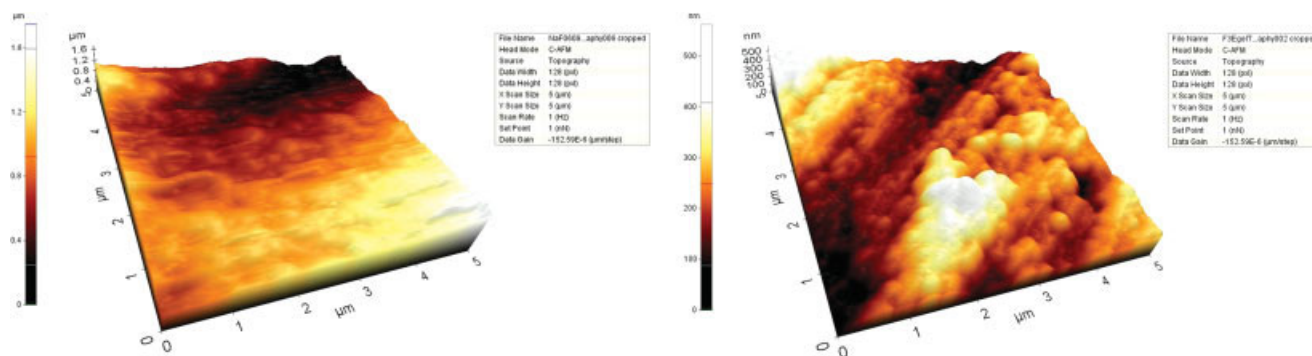 µm
1.6
1.2
0.8
0.4
0
µm
1.6
1.2
0.8
0.4
0
4
3
2
1
0
µm
0
1
2
3
4
5
µm
File Name NaF0609...aphy006 cropped
Head Mode C-AFM
Source Topography
Data Width 128 (pxl)
Data Height 128 (pxl)
X Scan Size 5 (µm)
Y Scan Size 5 (µm)
Scan Rate 1 (Hz)
Set Point 1 (nN)
Data Gain -152.59E-6 (µm/step)
nm
500
400
300
200
100
0
nm
500
400
300
200
100
4
3
2
1
0
µm
0
1
2
3
4
5
µm
File Name cropped
Head Mode C-AFM
Source Topography
Data Width 128 (pxl)
Data Height 128 (pxl)
X Scan Size 5 (µm)
Y Scan Size 5 (µm)
Scan Rate 1 (Hz)
Set Point 1 (nN)
Data Gain -152.59E-6 (µm/step)